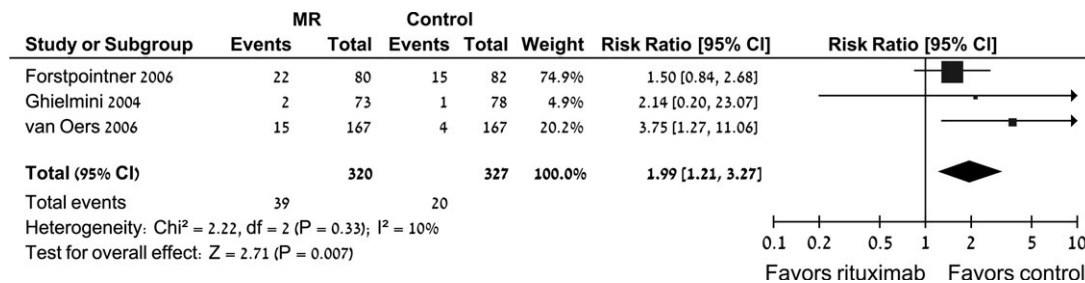 MR Control
Study or Subgroup Events Total Events Total Weight Risk Ratio [95% CI] Risk Ratio [95% CI]
Forstpointner 2006 22 80 15 82 74.9% 1.50 [0.84, 2.68]
Ghielmini 2004 2 73 1 78 4.9% 2.14 [0.20, 23.07]
van Oers 2006 15 167 4 167 20.2% 3.75 [1.27, 11.06]
Total (95% CI) 320 327 100.0% 1.99 [1.21, 3.27]
Total events 39 20
Heterogeneity: Chi² = 2.22, df = 2 (P = 0.33); I² = 10%
Test for overall effect: Z = 2.71 (P = 0.007)
0.1 0.2 0.5 1 2 5 10
Favors rituximab Favors control